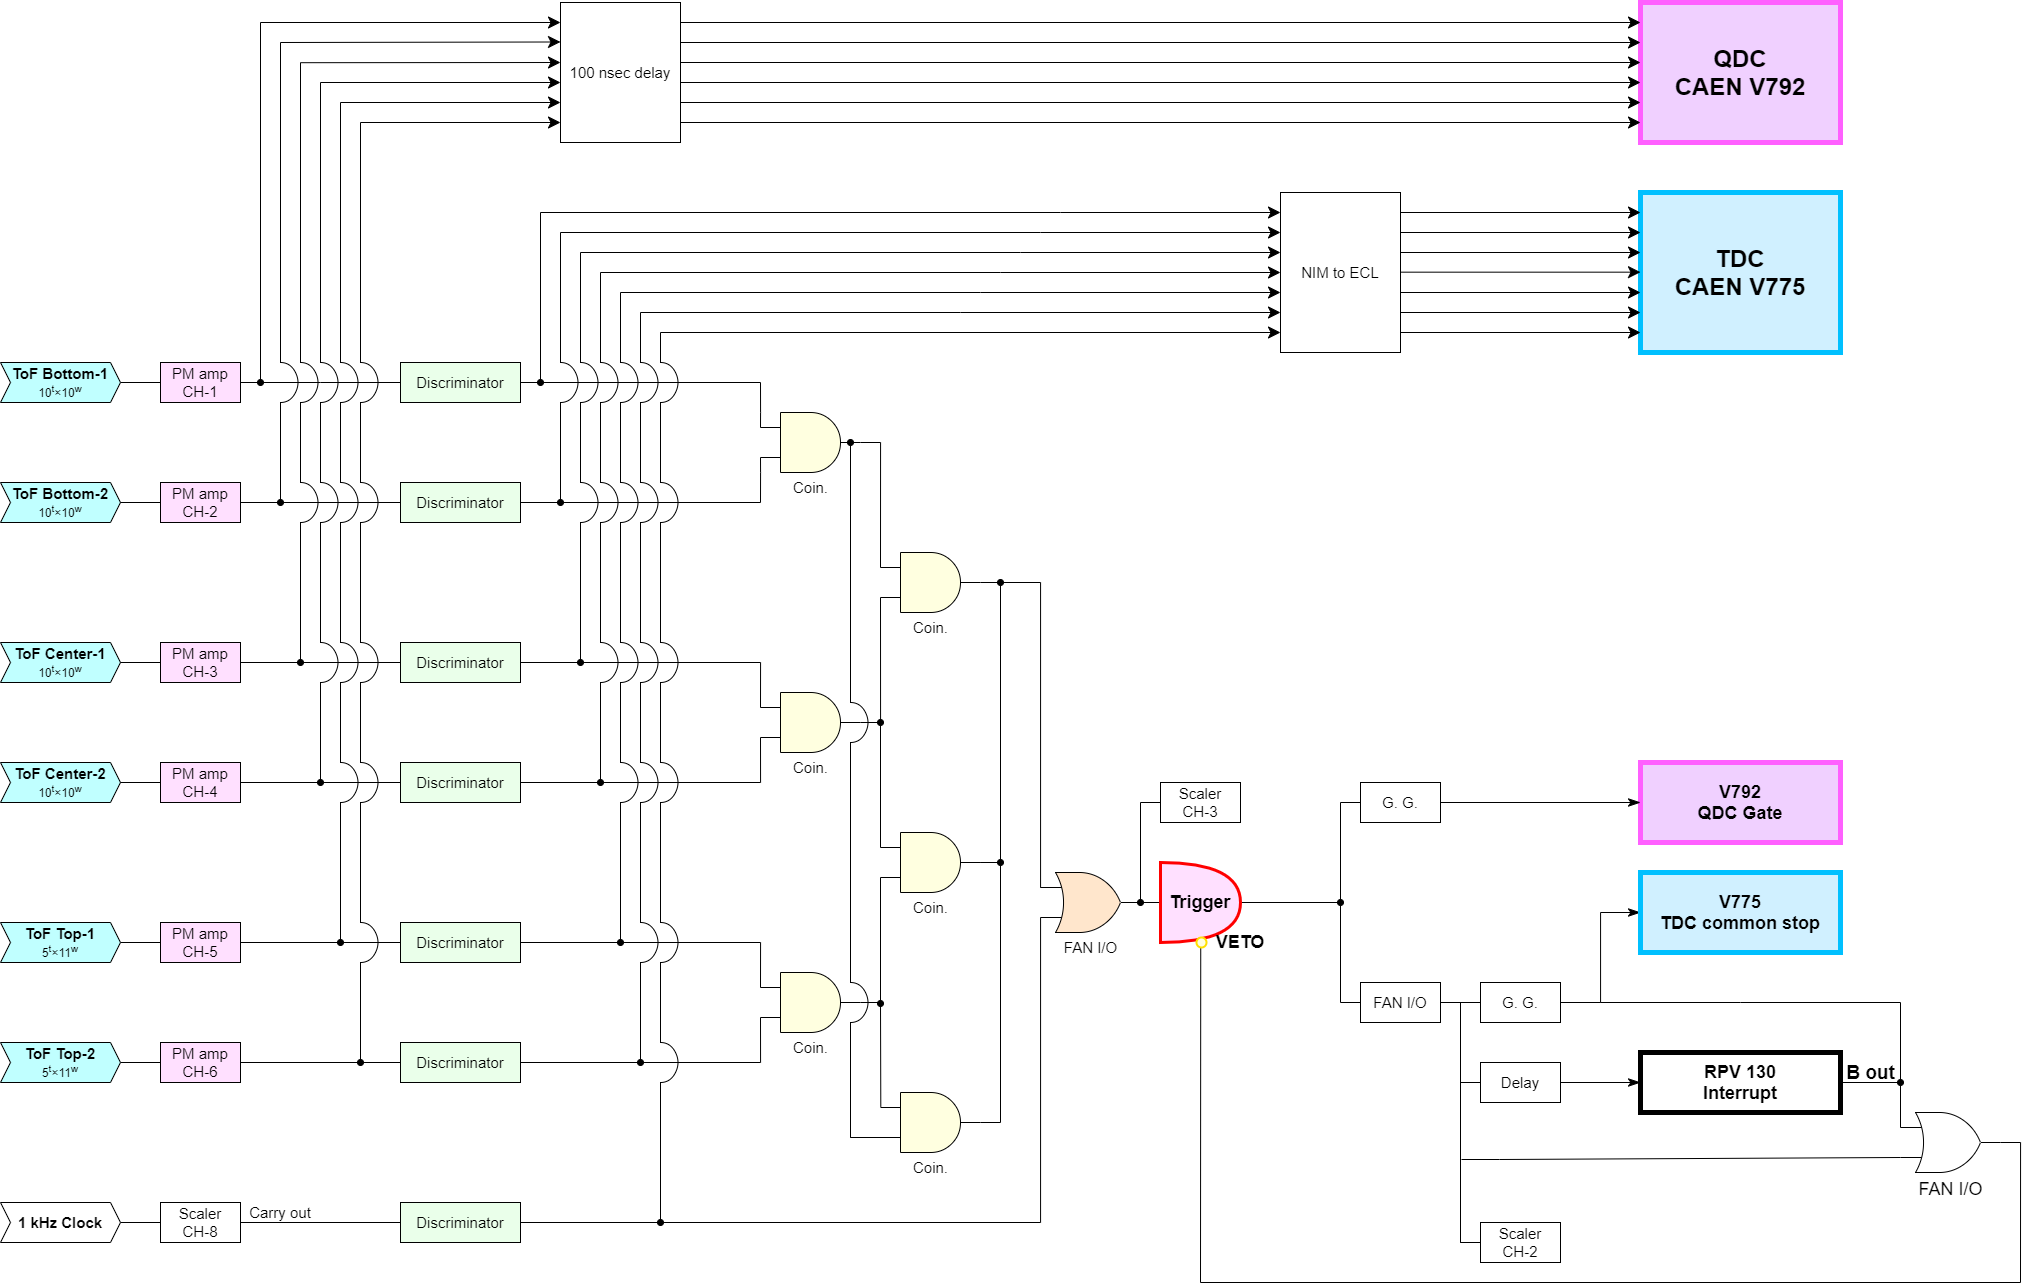 100 nsec delay
QDC
CAEN V792
NIM to ECL
TDC
CAEN V775
ToF Bottom-1
10ᵗ×10ʷ
PM amp
CH-1
Discriminator
Coin.
ToF Bottom-2
10ᵗ×10ʷ
PM amp
CH-2
Discriminator
Coin.
ToF Center-1
10ᵗ×10ʷ
PM amp
CH-3
Discriminator
Coin.
ToF Center-2
10ᵗ×10ʷ
PM amp
CH-4
Discriminator
Scaler
CH-3
G. G.
V792
QDC Gate
Coin.
Trigger
VETO
FAN I/O
V775
TDC common stop
ToF Top-1
5ᵗ×11ʷ
PM amp
CH-5
Discriminator
Coin.
FAN I/O
G. G.
ToF Top-2
5ᵗ×11ʷ
PM amp
CH-6
Discriminator
Delay
RPV 130
Interrupt
B out
Coin.
FAN I/O
1 kHz Clock
Scaler
CH-8
Carry out
Discriminator
Scaler
CH-2